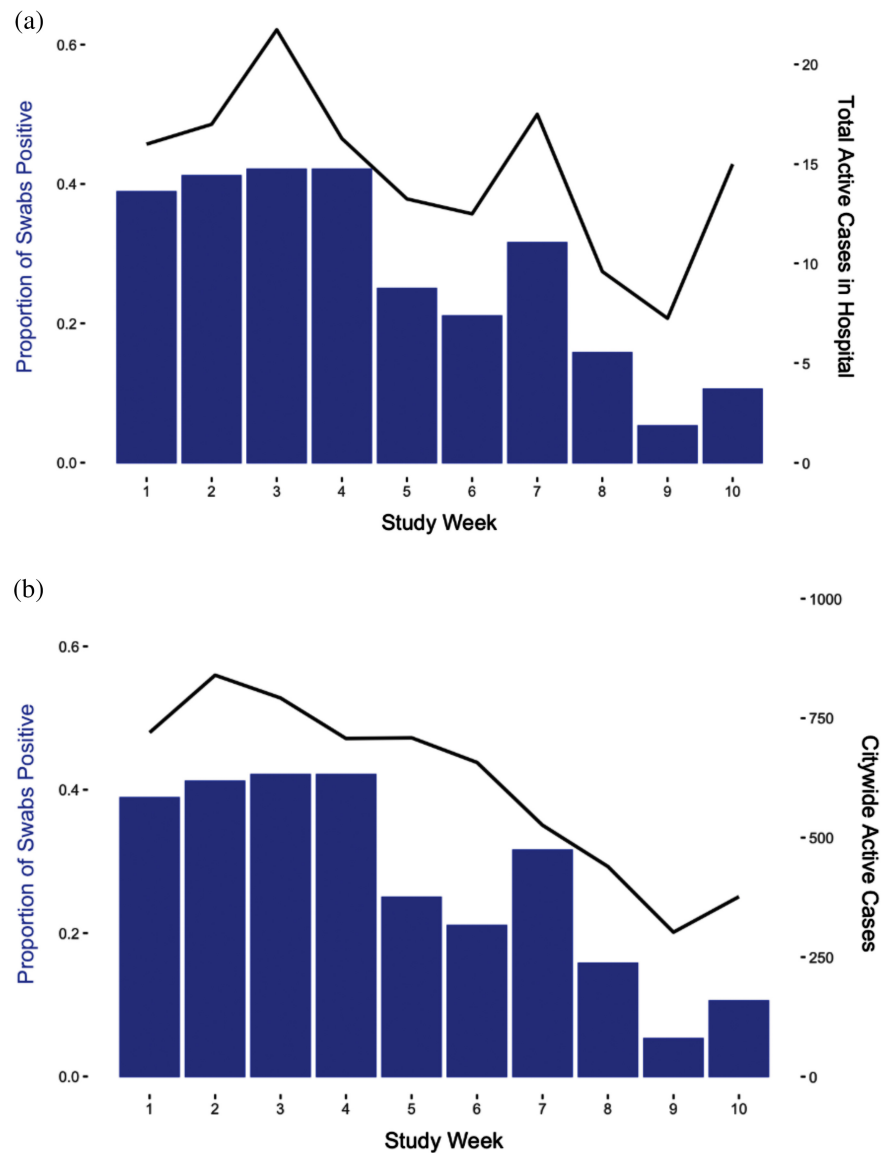 (a)
Proportion of Swabs Positive
0.6
0.4
0.2
0.0
20
15
10
5
0
Total Active Cases in Hospital
1 2 3 4 5 6 7 8 9 10
Study Week
(b)
Proportion of Swabs Positive
0.6
0.4
0.2
0.0
1000
750
500
250
0
Citywide Active Cases
1 2 3 4 5 6 7 8 9 10
Study Week